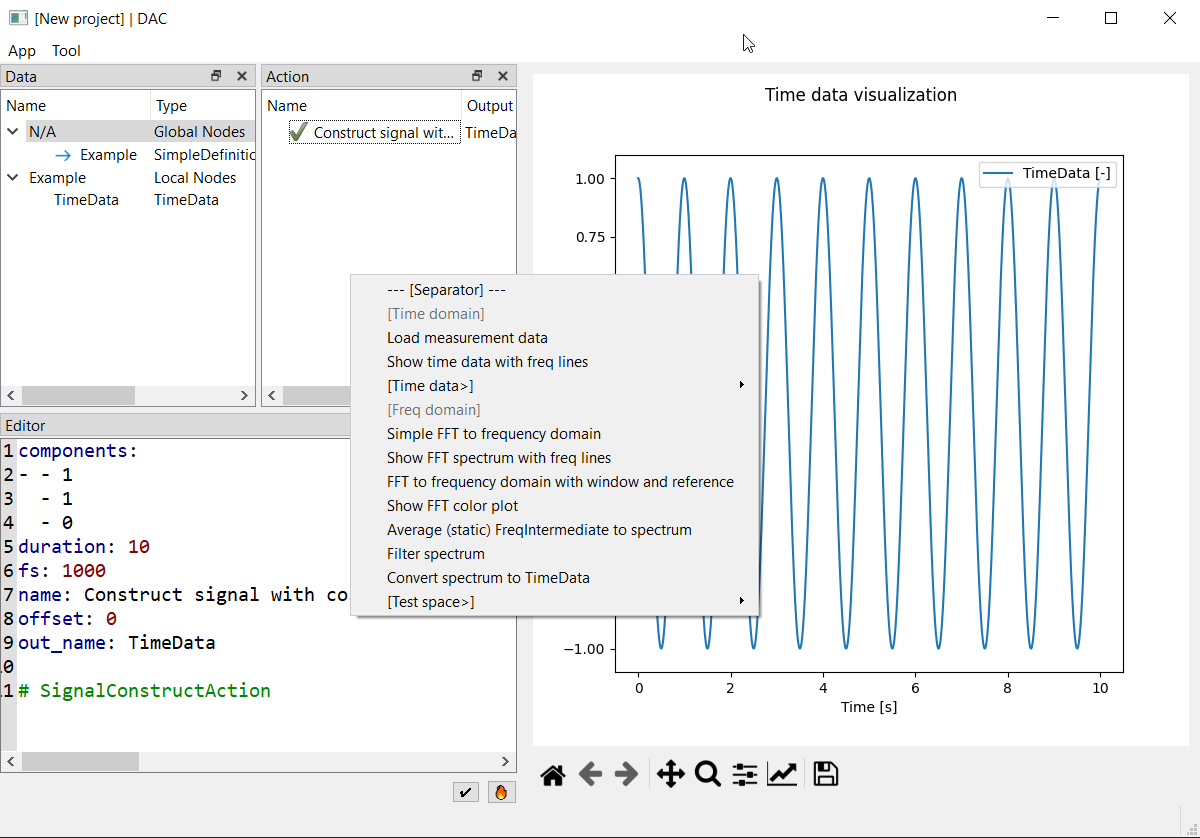 [New project] | DAC
App Tool
Data
Name Type
N/A Global Nodes
Example SimpleDefinitic
Example Local Nodes
TimeData TimeData
Action
Name Output
Construct signal wit... TimeDa
--- [Separator] ---
[Time domain]
Load measurement data
Show time data with freq lines
[Time data>]
[Freq domain]
Simple FFT to frequency domain
Show FFT spectrum with freq lines
FFT to frequency domain with window and reference
Show FFT color plot
Average (static) FreqIntermediate to spectrum
Filter spectrum
Convert spectrum to TimeData
[Test space>]
Editor
1 components:
2 - - 1
3 - 1
4 - 0
5 duration: 10
6 fs: 1000
7 name: Construct signal with co
8 offset: 0
9 out_name: TimeData
.0
.1 # SignalConstructAction
Time data visualization
TimeData [-]
1.00
0.75
−1.00
0 2 4 6 8 10
Time [s]